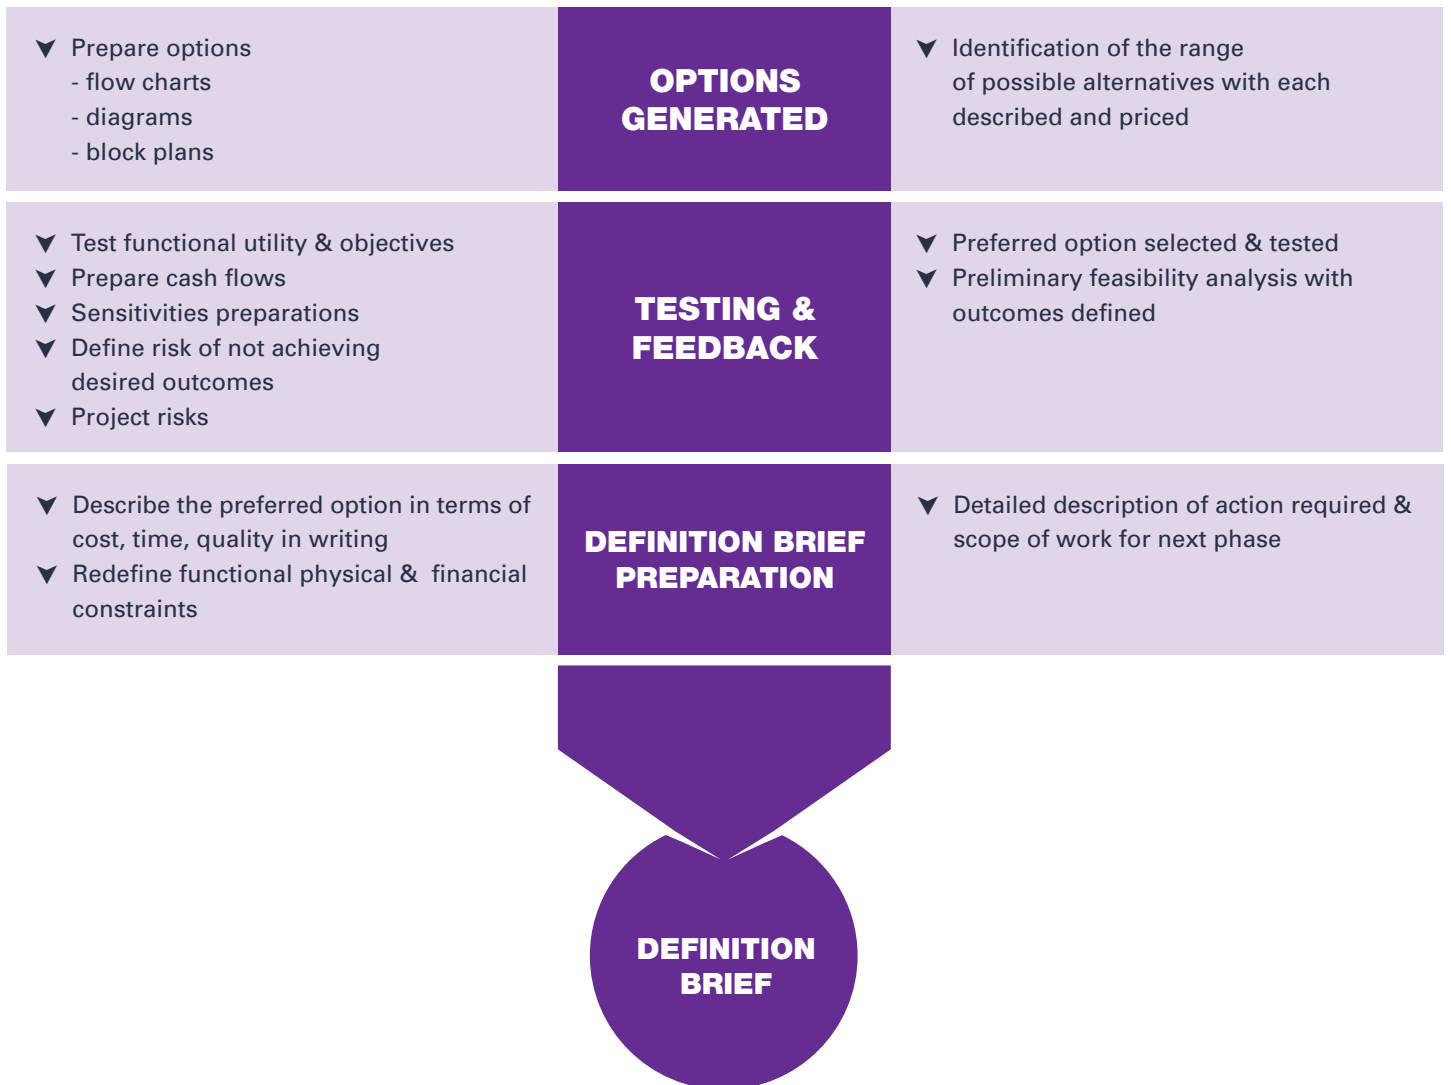 Prepare options
- flow charts
- diagrams
- block plans
OPTIONS
GENERATED
Identification of the range
of possible alternatives with each
described and priced
Test functional utility & objectives
Prepare cash flows
Sensitivities preparations
Define risk of not achieving
desired outcomes
Project risks
TESTING &
FEEDBACK
Preferred option selected & tested
Preliminary feasibility analysis with
outcomes defined
Describe the preferred option in terms of
cost, time, quality in writing
Redefine functional physical &  financial
constraints
DEFINITION BRIEF
PREPARATION
Detailed description of action required &
scope of work for next phase
DEFINITION
BRIEF